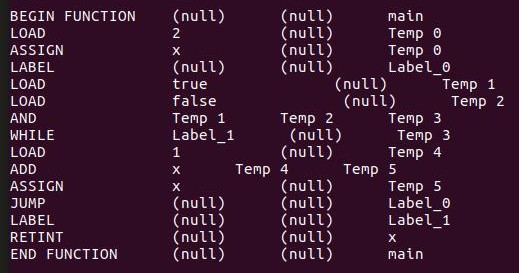 BEGIN FUNCTION (null) (null) main
LOAD 2 (null) Temp 0
ASSIGN x (null) Temp 0
LABEL (null) (null) Label_0
LOAD true (null) Temp 1
LOAD false (null) Temp 2
AND Temp 1 Temp 2 Temp 3
WHILE Label_1 (null) Temp 3
LOAD 1 (null) Temp 4
ADD x Temp 4 Temp 5
ASSIGN x (null) Temp 5
JUMP (null) (null) Label_0
LABEL (null) (null) Label_1
RETINT (null) (null) x
END FUNCTION (null) (null) main